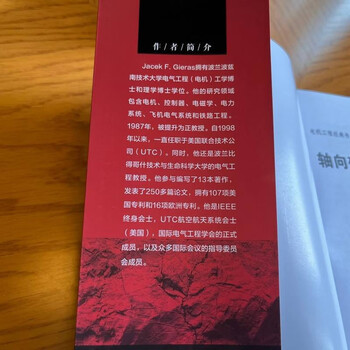 作者简介
Jacek F. Gieras拥有波兰波兹
南技术大学电气工程(电机)工学博
士和理学博士学位。他的研究领域
包含电机、控制器、电磁学、电力
系统、飞机电气系统和铁路工程。
1987年,被提升为正教授。自1998
年以来,一直任职于美国联合技术公
司(UTC)。同时,他还是波兰比
得哥什技术与生命科学大学的电气工
程教授。他参与编写了13本著作,
发表了250多篇论文,拥有107项美
国专利和16项欧洲专利。他是IEEE
终身会士,UTC航空航天系统会士
(美国),国际电气工程学会的正式
成员,以及众多国际会议的指导委员
会成员。
电机工程经典书
轴向